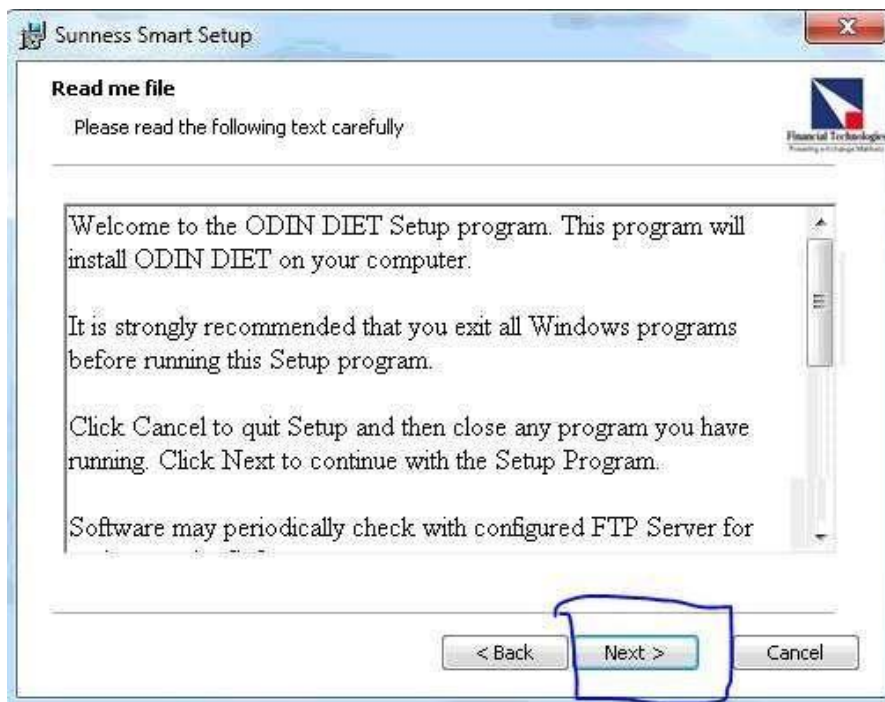 Sunness Smart Setup
X
Read me file
Please read the following text carefully
Financial Technologies
Welcome to the ODIN DIET Setup program. This program will
install ODIN DIET on your computer.
It is strongly recommended that you exit all Windows programs
before running this Setup program.
Click Cancel to quit Setup and then close any program you have
running. Click Next to continue with the Setup Program.
Software may periodically check with configured FTP Server for
< Back
Next >
Cancel